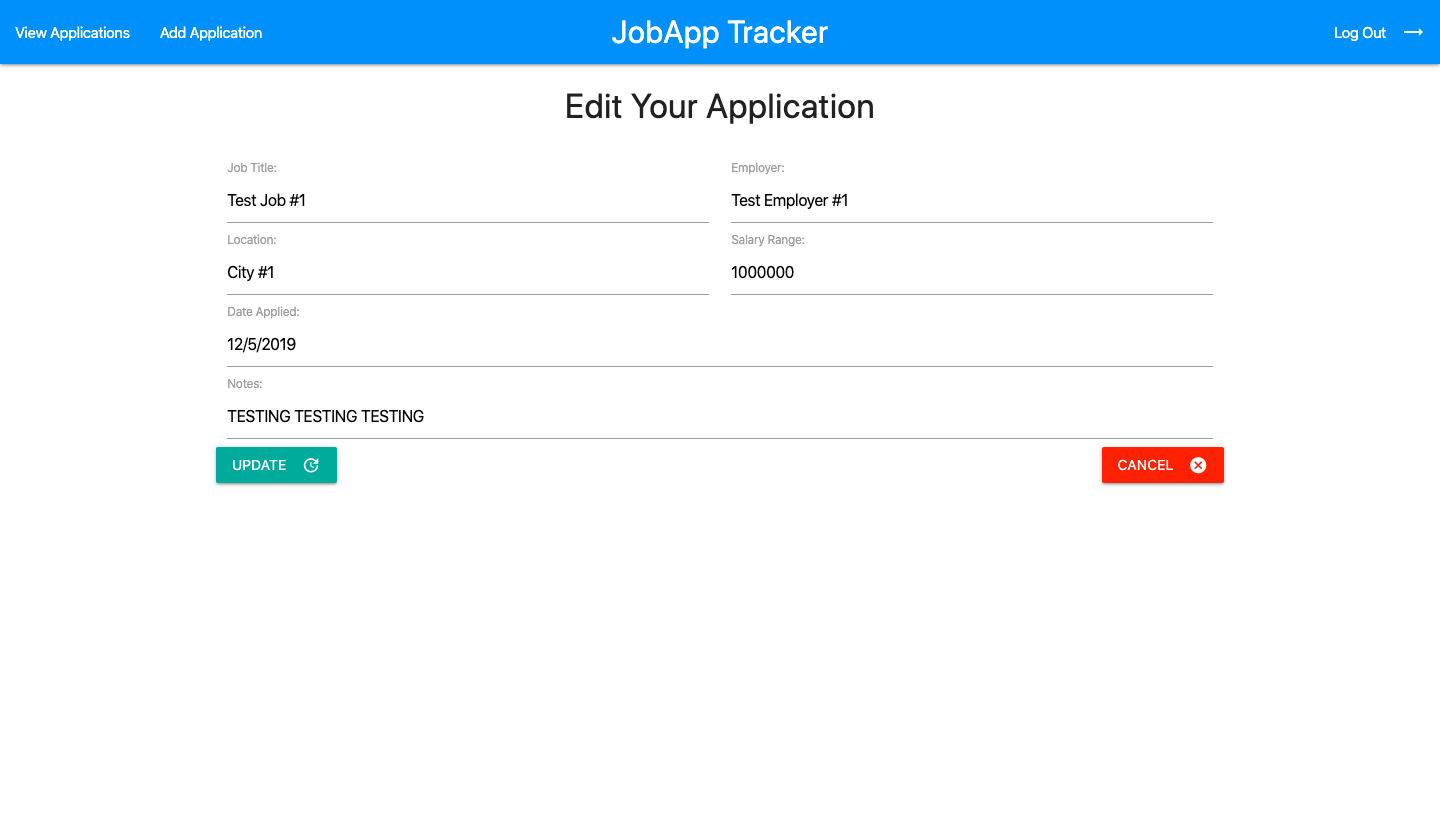 View Applications Add Application JobApp Tracker Log Out
Edit Your Application
Job Title: Employer:
Test Job #1 Test Employer #1
Location: Salary Range:
City #1 1000000
Date Applied:
12/5/2019
Notes:
TESTING TESTING TESTING
UPDATE CANCEL